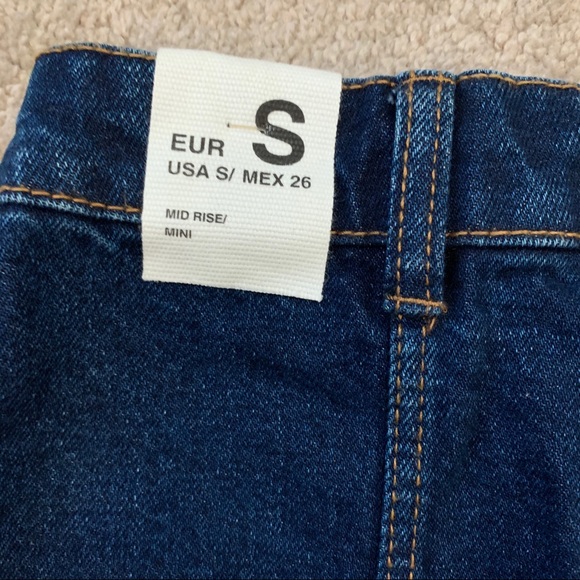 EUR S
USA S/ MEX 26
MID RISE/
MINI